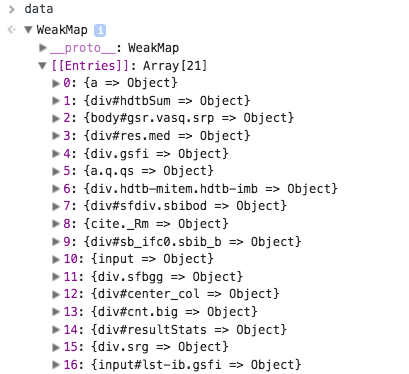 > data
<· ▼ WeakMap i
▶ __proto__: WeakMap
▼ [[Entries]]: Array[21]
▶ 0: {a => Object}
▶ 1: {div#hdtbSum => Object}
▶ 2: {body#gsr.vasq.srp => Object}
▶ 3: {div#res.med => Object}
▶ 4: {div.gsfi => Object}
▶ 5: {a.q.qs => Object}
▶ 6: {div.hdtb-mitem.hdtb-imb => Object}
▶ 7: {div#sfdiv.sbibod => Object}
▶ 8: {cite._Rm => Object}
▶ 9: {div#sb_ifc0.sbib_b => Object}
▶ 10: {input => Object}
▶ 11: {div.sfbgg => Object}
▶ 12: {div#center_col => Object}
▶ 13: {div#cnt.big => Object}
▶ 14: {div#resultStats => Object}
▶ 15: {div.srg => Object}
▶ 16: {input#lst-ib.gsfi => Object}